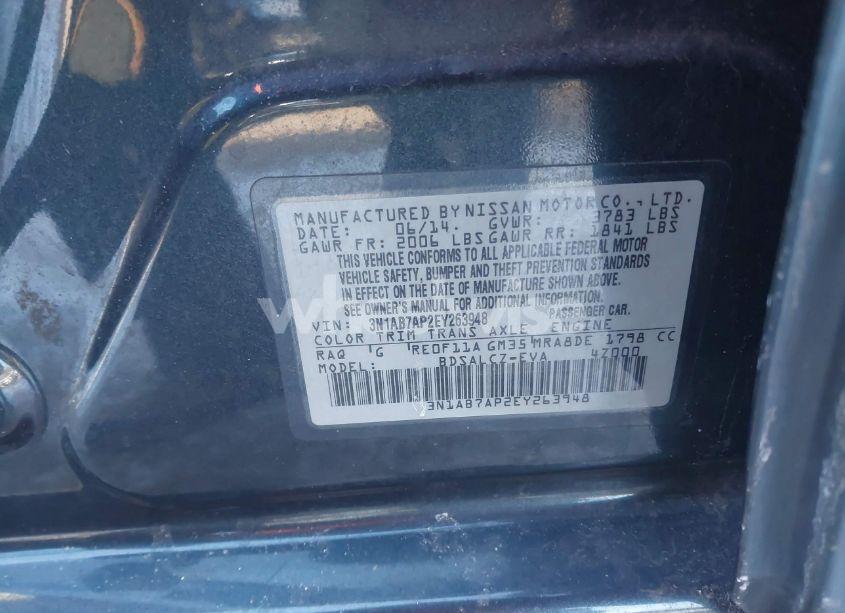 MANUFACTURED BY NISSAN MOTOR CO., LTD.
DATE: 06/14. GVWR: 3783 LBS
GAWR FR: 2006 LBS GAWR RR: 1841 LBS
THIS VEHICLE CONFORMS TO ALL APPLICABLE FEDERAL MOTOR
VEHICLE SAFETY, BUMPER AND THEFT PREVENTION STANDARDS
IN EFFECT ON THE DATE OF MANUFACTURE SHOWN ABOVE.
SEE OWNER'S MANUAL FOR ADDITIONAL INFORMATION.
VIN: 3N1AB7AP2EY263948 PASSENGER CAR.
COLOR TRIM TRANS AXLE ENGINE
RAQ G RE0F11A GM35 MRA8DE 1798 CC
MODEL: BDSALCZ-EVA 4Z000
3N1AB7AP2EY263948